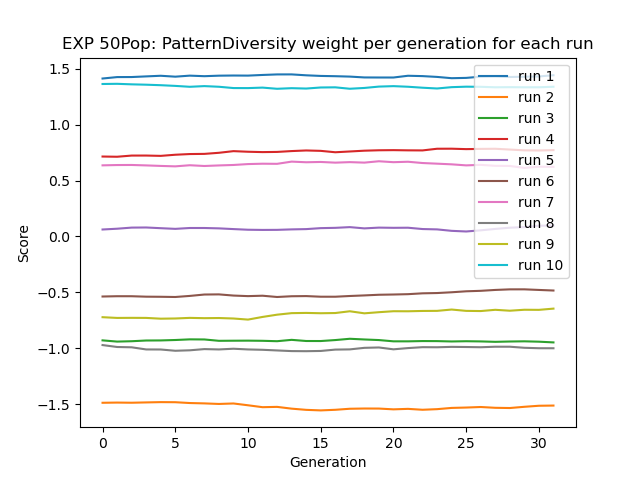 EXP 50Pop: PatternDiversity weight per generation for each run
Score
1.5
1.0
0.5
0.0
−0.5
−1.0
−1.5
run 1
run 2
run 3
run 4
run 5
run 6
run 7
run 8
run 9
run 10
0 5 10 15 20 25 30
Generation